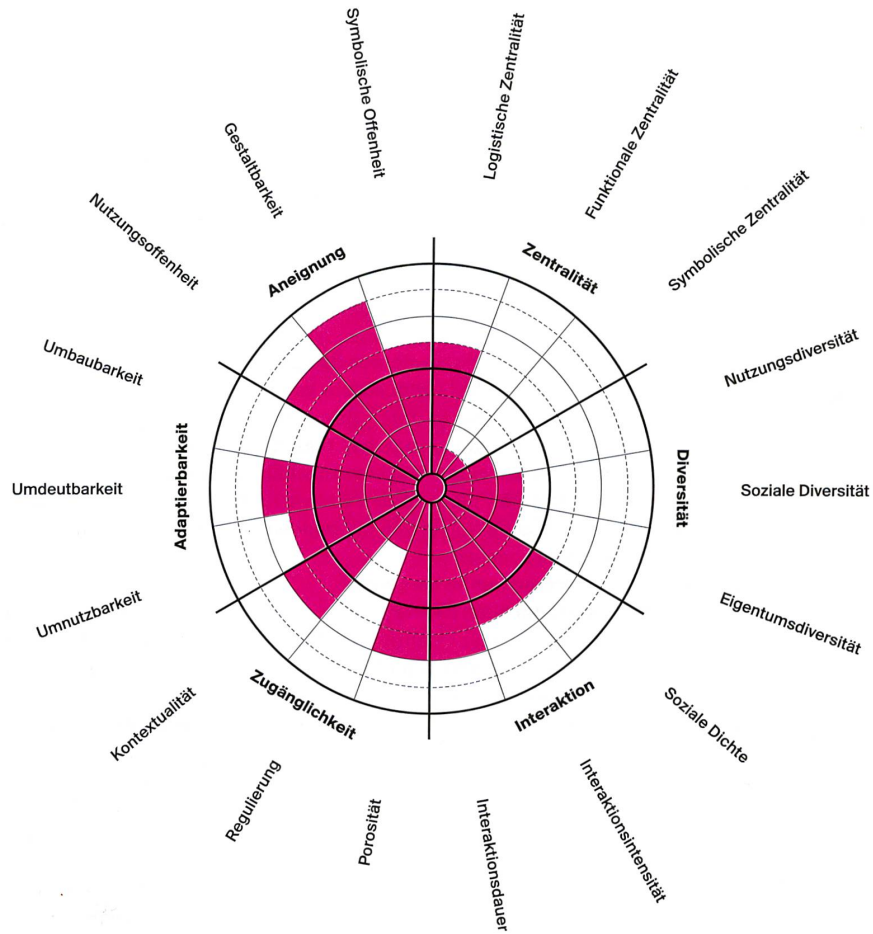 Symbolische Offenheit
Logistische Zentralität
Funktionale Zentralität
Symbolische Zentralität
Nutzungsdiversität
Soziale Diversität
Eigentumsdiversität
Soziale Dichte
Interaktionsintensität
Interaktionsdauer
Porosität
Regulierung
Kontextualität
Umnutzbarkeit
Umdeutbarkeit
Umbaubarkeit
Nutzungsoffenheit
Gestaltbarkeit
Aneignung
Zentralität
Diversität
Interaktion
Zugänglichkeit
Adaptierbarkeit